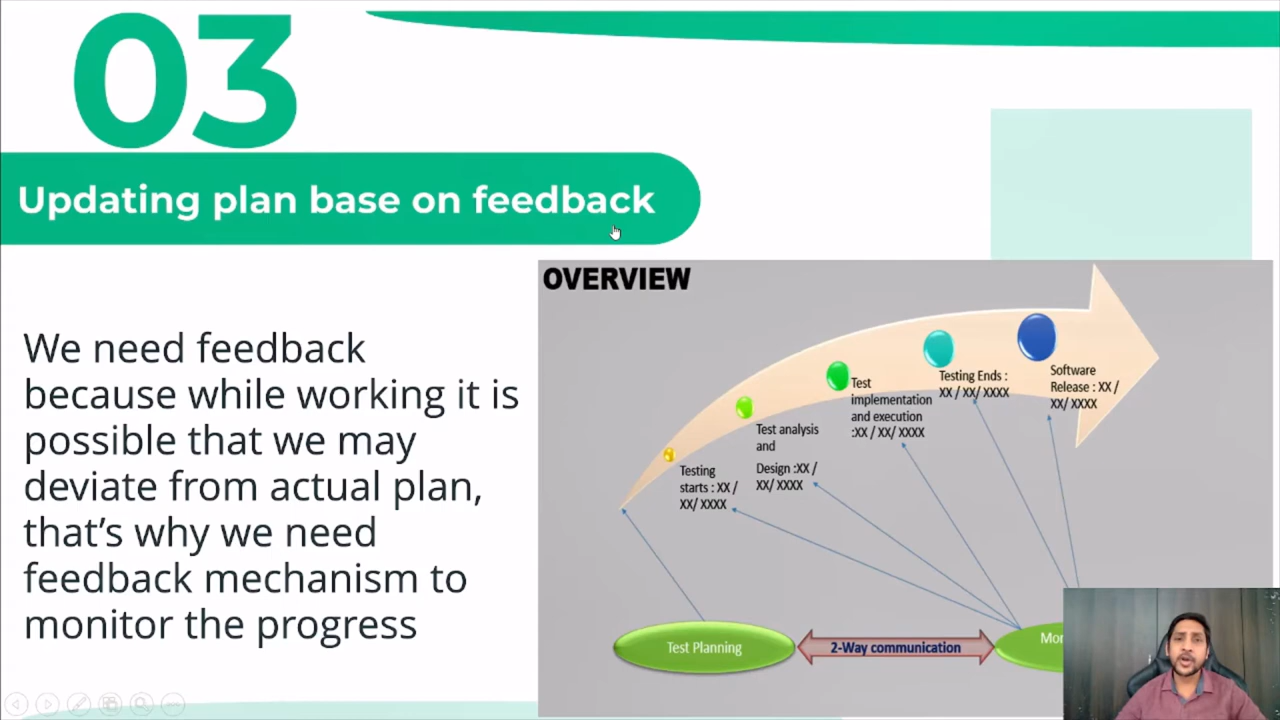 03
Updating plan base on feedback
We need feedback
because while working it is
possible that we may
deviate from actual plan,
that's why we need
feedback mechanism to
monitor the progress
OVERVIEW
Testing
starts : XX /
XX/ XXXX
Test analysis
and
Design :XX /
XX/ XXXX
Test
implementation
and execution
:XX / XX/ XXXX
Testing Ends :
XX / XX/ XXXX
Software
Release : XX /
XX/ XXXX
Test Planning
2-Way communication